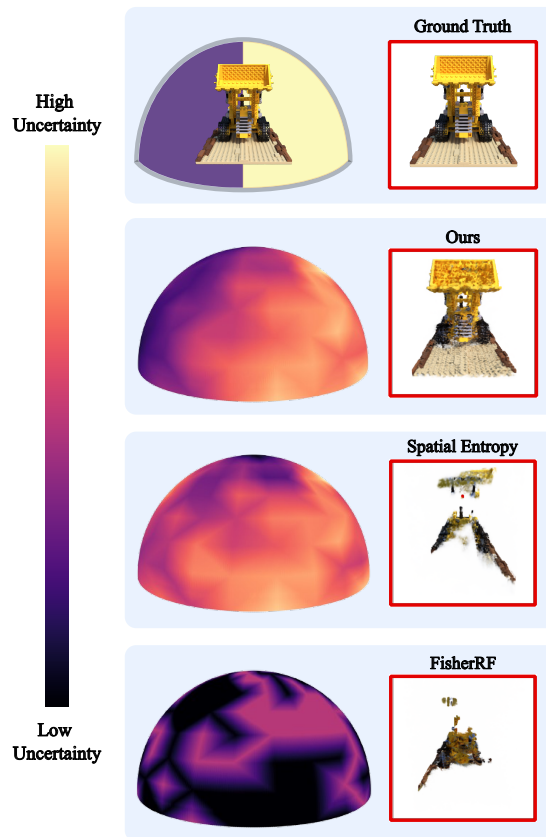 High
Uncertainty
Low
Uncertainty
Ground Truth
Ours
Spatial Entropy
FisherRF